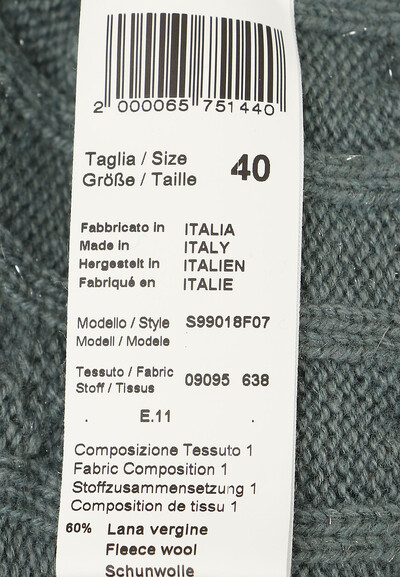 2 000065 751440
Taglia / Size 40
Größe / Taille
Fabbricato in ITALIA
Made in ITALY
Hergestelt in ITALIEN
Fabriqué en ITALIE
Modello / Style S99018F07
Modell / Modele
Tessuto / Fabric 09095 638
Stoff / Tissus
. E.11 .
Composizione Tessuto 1
Fabric Composition 1
Stoffzusammensetzung 1
Composition de tissu 1
60% Lana vergine
Fleece wool
Schunwolle